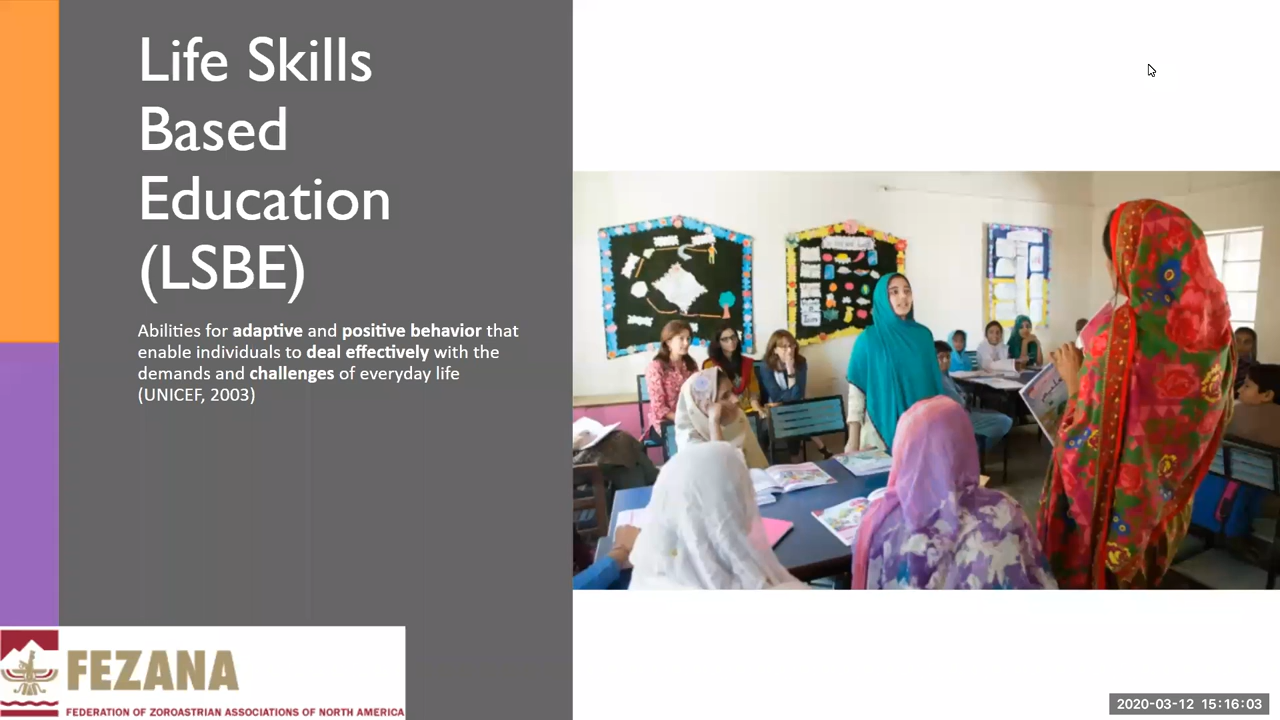 Life Skills
Based
Education
(LSBE)
Abilities for adaptive and positive behavior that
enable individuals to deal effectively with the
demands and challenges of everyday life
(UNICEF, 2003)
FEZANA
FEDERATION OF ZOROASTRIAN ASSOCIATIONS OF NORTH AMERICA
2020-03-12 15:16:03